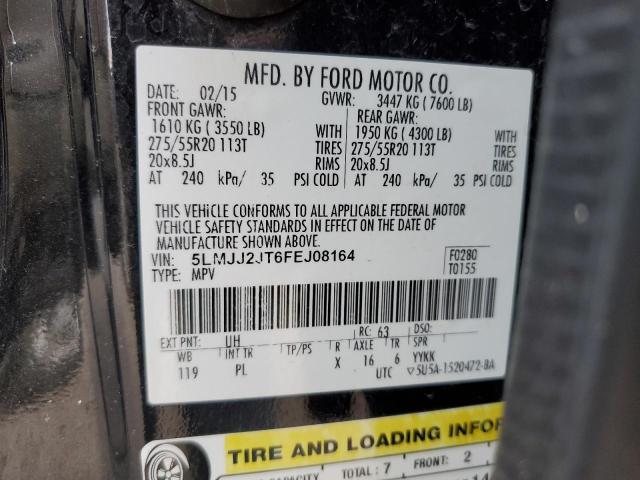 MFD. BY FORD MOTOR CO.
DATE: 02/15 GVWR: 3447 KG ( 7600 LB)
FRONT GAWR: REAR GAWR:
1610 KG ( 3550 LB) WITH 1950 KG ( 4300 LB) WITH
275/55R20 113T TIRES 275/55R20 113T TIRES
20x8.5J RIMS 20x8.5J RIMS
AT 240 kPa/ 35 PSI COLD AT 240 kPa/ 35 PSI COLD
THIS VEHICLE CONFORMS TO ALL APPLICABLE FEDERAL MOTOR
VEHICLE SAFETY STANDARDS IN EFFECT ON THE DATE OF
MANUFACTURE SHOWN ABOVE.
VIN: 5LMJJ2JT6FEJ08164 F0280
TYPE: MPV T0155
EXT PNT: UH RC: 63 DSO:
WB INT TR TP/PS R AXLE TR SPR
119 PL X 16 6 YYKK
UTC ▽5U5A-1520472-BA
TIRE AND LOADING INFOR
CAPACITY TOTAL : 7 FRONT: 2